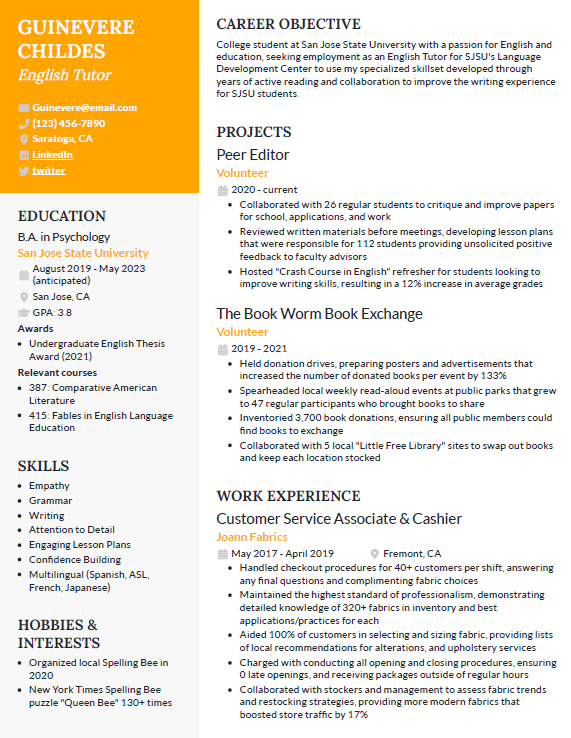 GUINEVERE
CHILDES
English Tutor
Guinevere@email.com
(123) 456-7890
Saratoga, CA
LinkedIn
twitter
EDUCATION
B.A. in Psychology
San Jose State University
August 2019 - May 2023
(anticipated)
San Jose, CA
GPA: 3.8
Awards
Undergraduate English Thesis
Award (2021)
Relevant courses
387: Comparative American
Literature
415: Fables in English Language
Education
SKILLS
Empathy
Grammar
Writing
Attention to Detail
Engaging Lesson Plans
Confidence Building
Multilingual (Spanish, ASL,
French, Japanese)
HOBBIES &
INTERESTS
Organized local Spelling Bee in
2020
New York Times Spelling Bee
puzzle "Queen Bee" 130+ times
CAREER OBJECTIVE
College student at San Jose State University with a passion for English and
education, seeking employment as an English Tutor for SJSU's Language
Development Center to use my specialized skillset developed through
years of active reading and collaboration to improve the writing experience
for SJSU students.
PROJECTS
Peer Editor
Volunteer
2020 - current
Collaborated with 26 regular students to critique and improve papers
for school, applications, and work
Reviewed written materials before meetings, developing lesson plans
that were responsible for 112 students providing unsolicited positive
feedback to faculty advisors
Hosted "Crash Course in English" refresher for students looking to
improve writing skills, resulting in a 12% increase in average grades
The Book Worm Book Exchange
Volunteer
2019 - 2021
Held donation drives, preparing posters and advertisements that
increased the number of donated books per event by 133%
Spearheaded local weekly read-aloud events at public parks that grew
to 47 regular participants who brought books to share
Inventoried 3,700 book donations, ensuring all public members could
find books to exchange
Collaborated with 5 local "Little Free Library" sites to swap out books
and keep each location stocked
WORK EXPERIENCE
Customer Service Associate & Cashier
Joann Fabrics
May 2017 - April 2019 Fremont, CA
Handled checkout procedures for 40+ customers per shift, answering
any final questions and complimenting fabric choices
Maintained the highest standard of professionalism, demonstrating
detailed knowledge of 320+ fabrics in inventory and best
applications/practices for each
Aided 100% of customers in selecting and sizing fabric, providing lists
of local recommendations for alterations, and upholstery services
Charged with conducting all opening and closing procedures, ensuring
0 late openings, and receiving packages outside of regular hours
Collaborated with stockers and management to assess fabric trends
and restocking strategies, providing more modern fabrics that
boosted store traffic by 17%